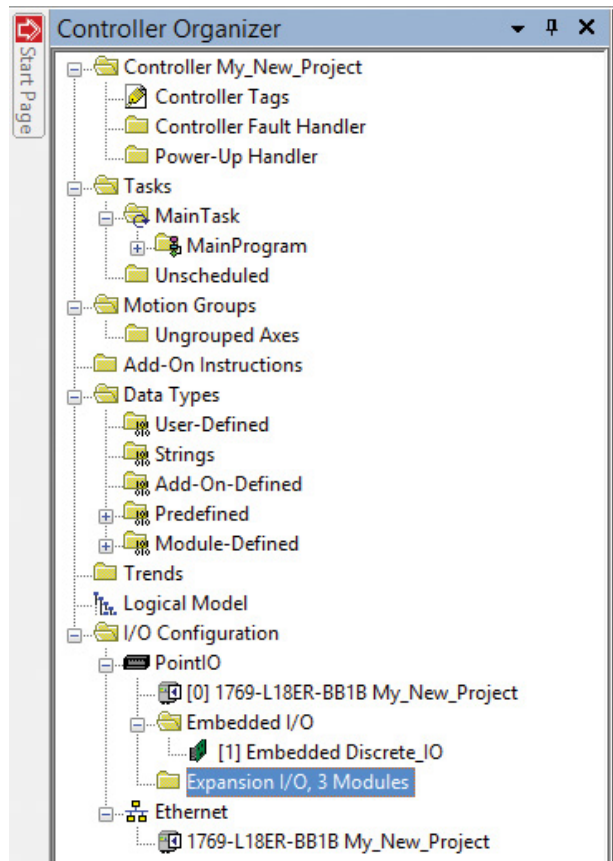 Start Page
Controller Organizer
Controller My_New_Project
Controller Tags
Controller Fault Handler
Power-Up Handler
Tasks
MainTask
MainProgram
Unscheduled
Motion Groups
Ungrouped Axes
Add-On Instructions
Data Types
User-Defined
Strings
Add-On-Defined
Predefined
Module-Defined
Trends
Logical Model
I/O Configuration
PointIO
[0] 1769-L18ER-BB1B My_New_Project
Embedded I/O
[1] Embedded Discrete_IO
Expansion I/O, 3 Modules
Ethernet
1769-L18ER-BB1B My_New_Project